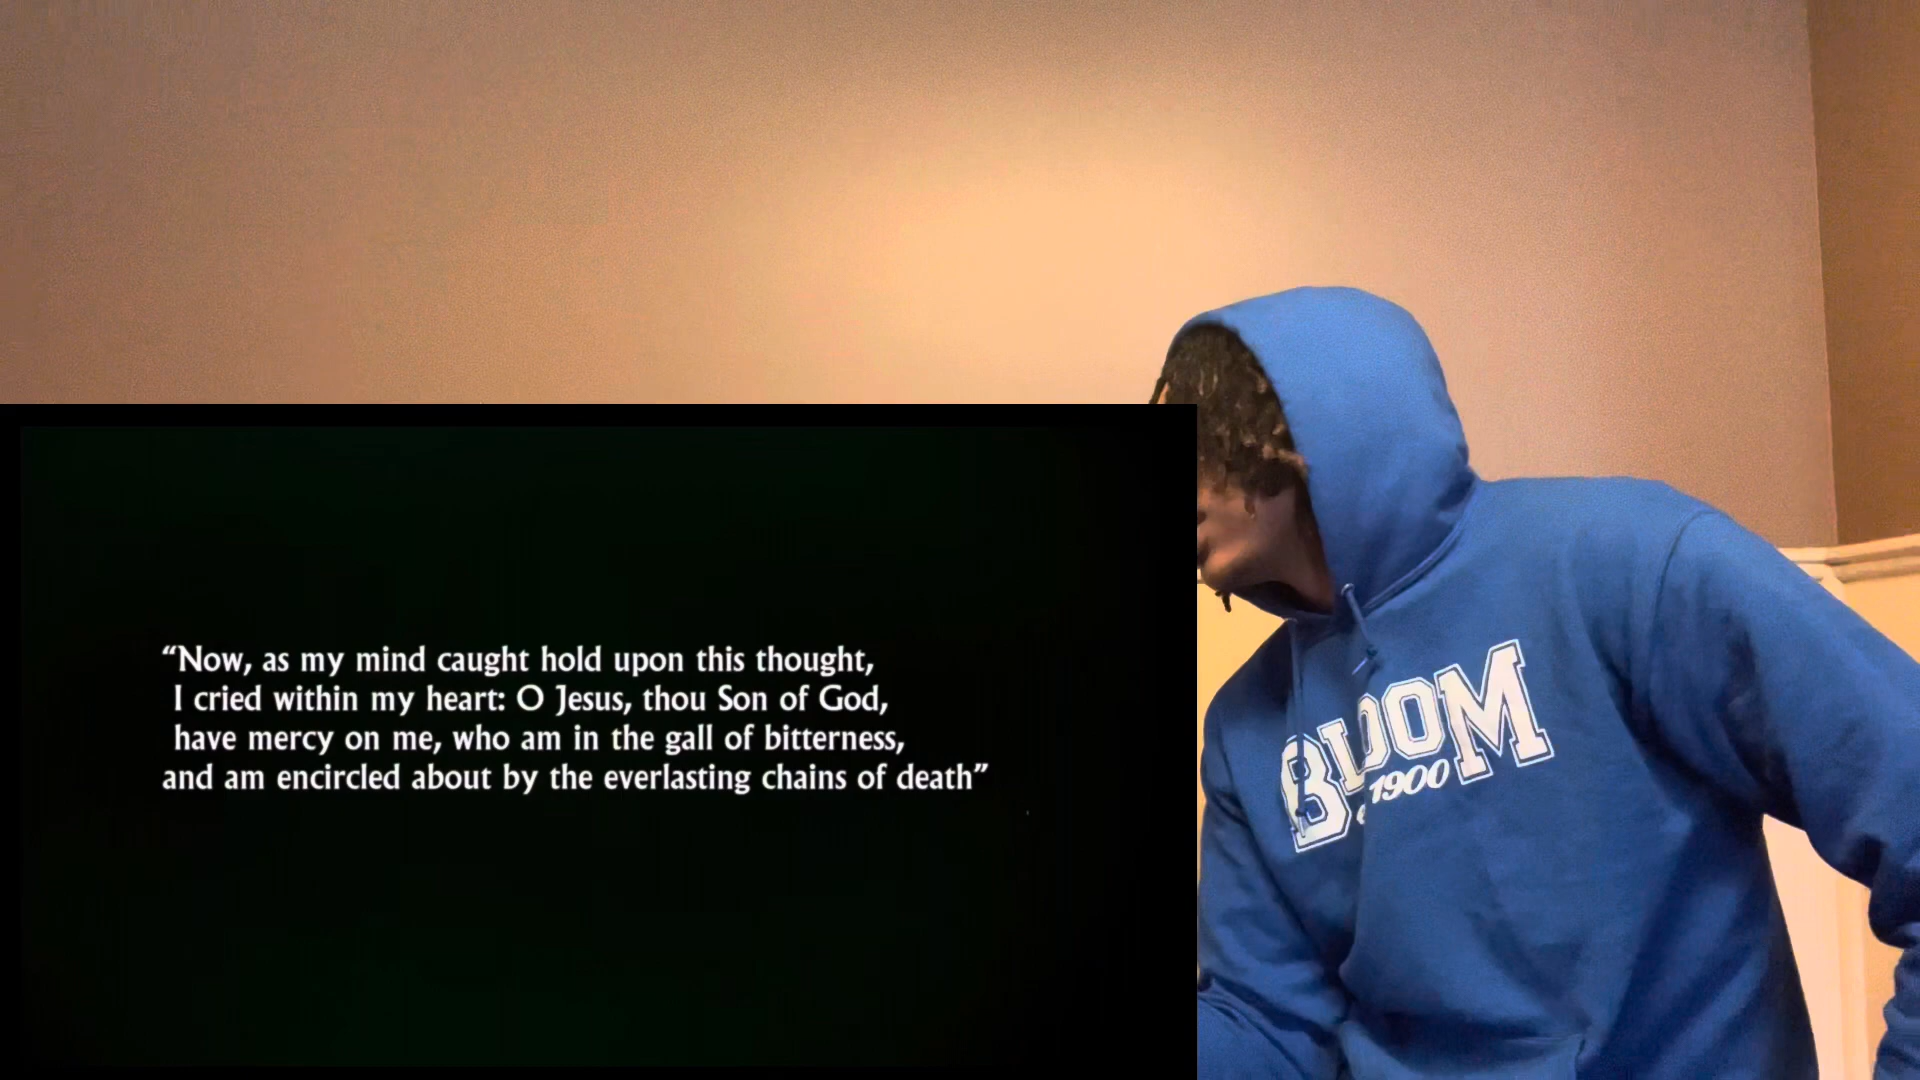 “Now, as my mind caught hold upon this thought,
I cried within my heart: O Jesus, thou Son of God,
have mercy on me, who am in the gall of bitterness,
and am encircled about by the everlasting chains of death”
BLOOM
1900